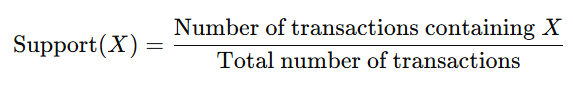 Support(X) = Number of transactions containing X
Total number of transactions